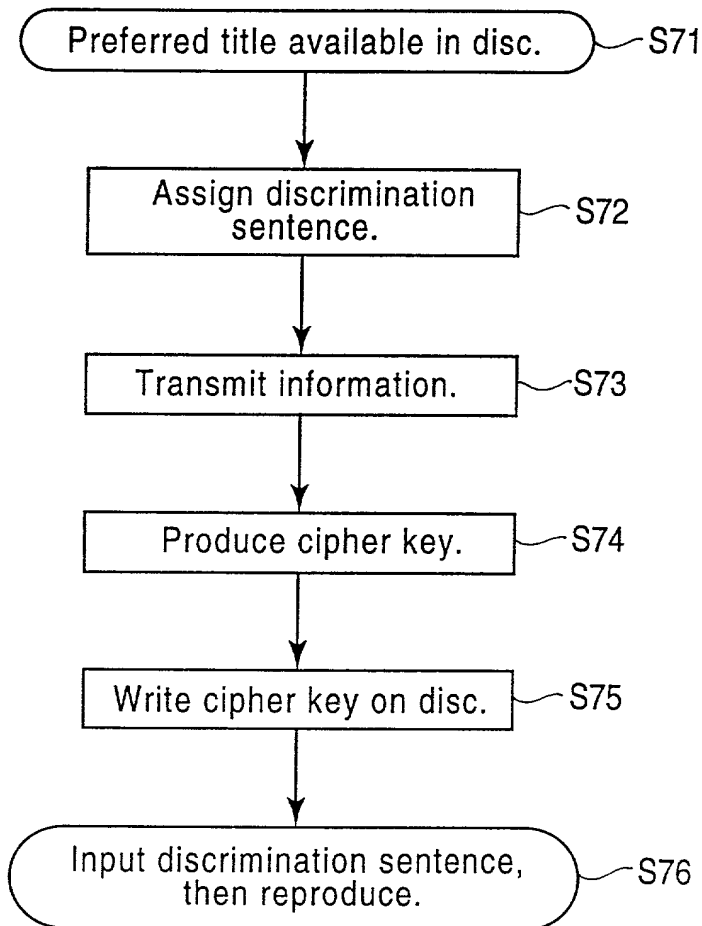 Preferred title available in disc.
S71
Assign discrimination
sentence.
S72
Transmit information.
S73
Produce cipher key.
S74
Write cipher key on disc.
S75
Input discrimination sentence,
then reproduce.
S76